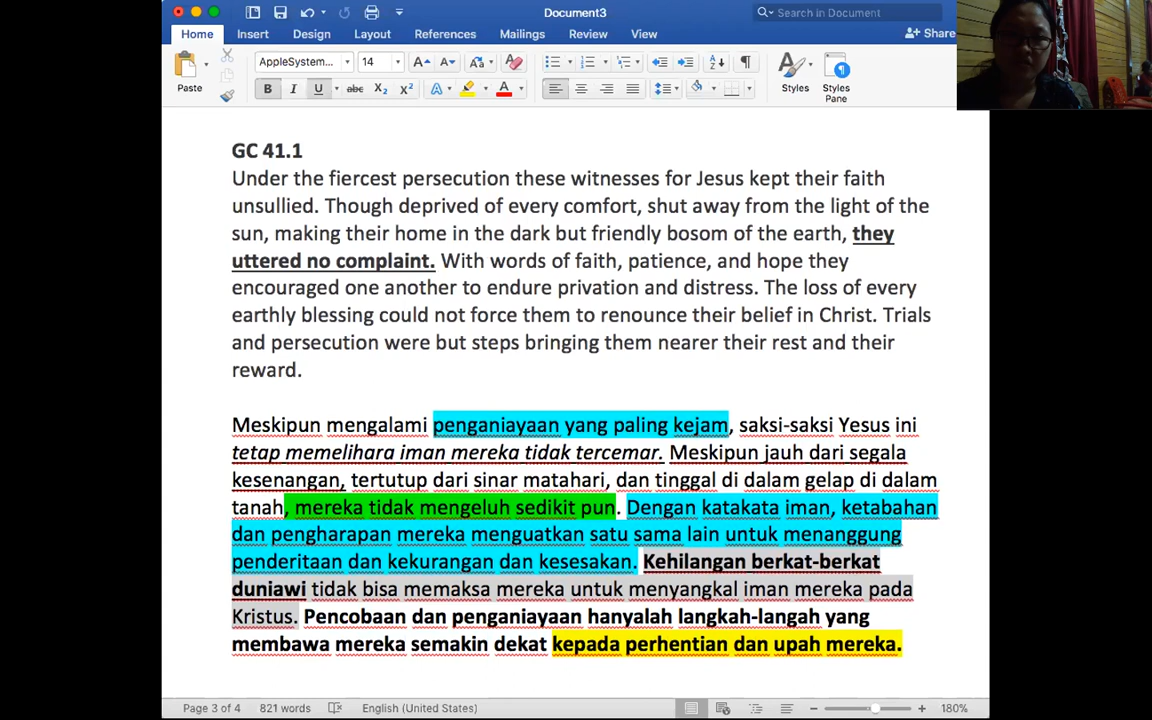 Document3
Search in Document
Home Insert Design Layout References Mailings Review View Share
Paste AppleSystem... 14 Styles Styles Pane
GC 41.1
Under the fiercest persecution these witnesses for Jesus kept their faith
unsullied. Though deprived of every comfort, shut away from the light of the
sun, making their home in the dark but friendly bosom of the earth, they
uttered no complaint. With words of faith, patience, and hope they
encouraged one another to endure privation and distress. The loss of every
earthly blessing could not force them to renounce their belief in Christ. Trials
and persecution were but steps bringing them nearer their rest and their
reward.
Meskipun mengalami penganiayaan yang paling kejam, saksi-saksi Yesus ini
tetap memelihara iman mereka tidak tercemar. Meskipun jauh dari segala
kesenangan, tertutup dari sinar matahari, dan tinggal di dalam gelap di dalam
tanah, mereka tidak mengeluh sedikit pun. Dengan katakata iman, ketabahan
dan pengharapan mereka menguatkan satu sama lain untuk menanggung
penderitaan dan kekurangan dan kesesakan. Kehilangan berkat-berkat
duniawi tidak bisa memaksa mereka untuk menyangkal iman mereka pada
Kristus. Pencobaan dan penganiayaan hanyalah langkah-langah yang
membawa mereka semakin dekat kepada perhentian dan upah mereka.
Page 3 of 4 821 words English (United States) 180%